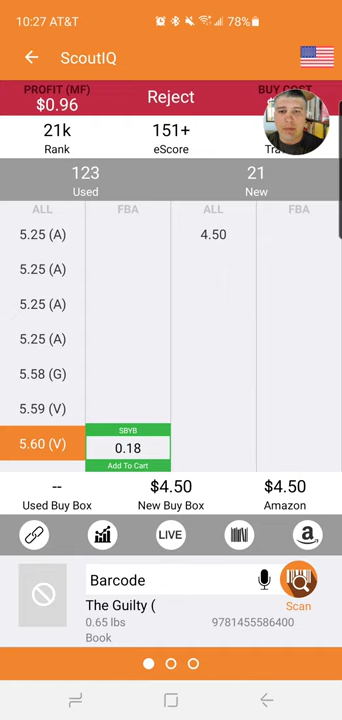 10:27 AT&T 78%
ScoutIQ
PROFIT (MF) BUY COST
$0.96 Reject
21k 151+
Rank eScore
123 21
Used New
ALL FBA ALL FBA
5.25 (A) 4.50
5.25 (A)
5.25 (A)
5.25 (A)
5.58 (G)
5.59 (V)
SBYB
5.60 (V) 0.18
Add To Cart
-- $4.50 $4.50
Used Buy Box New Buy Box Amazon
LIVE a
Barcode
The Guilty ( Scan
0.65 lbs 9781455586400
Book